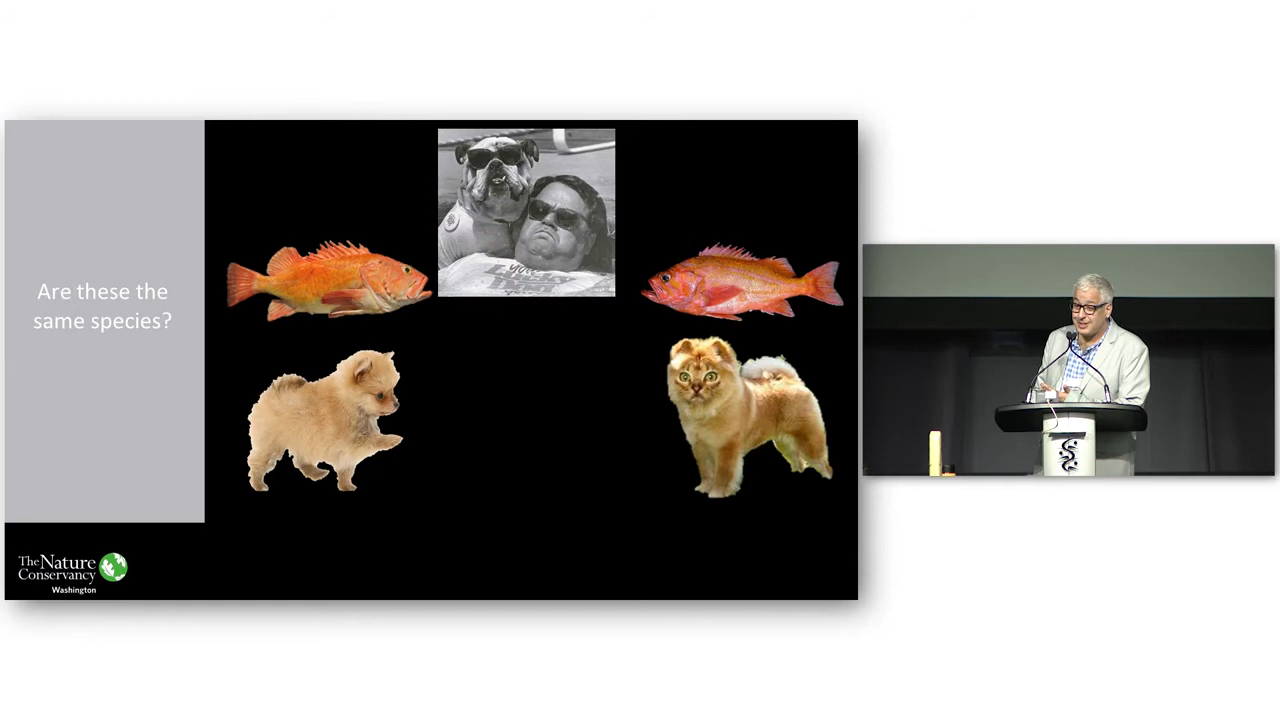 Are these the
same species?
The Nature
Conservancy
Washington